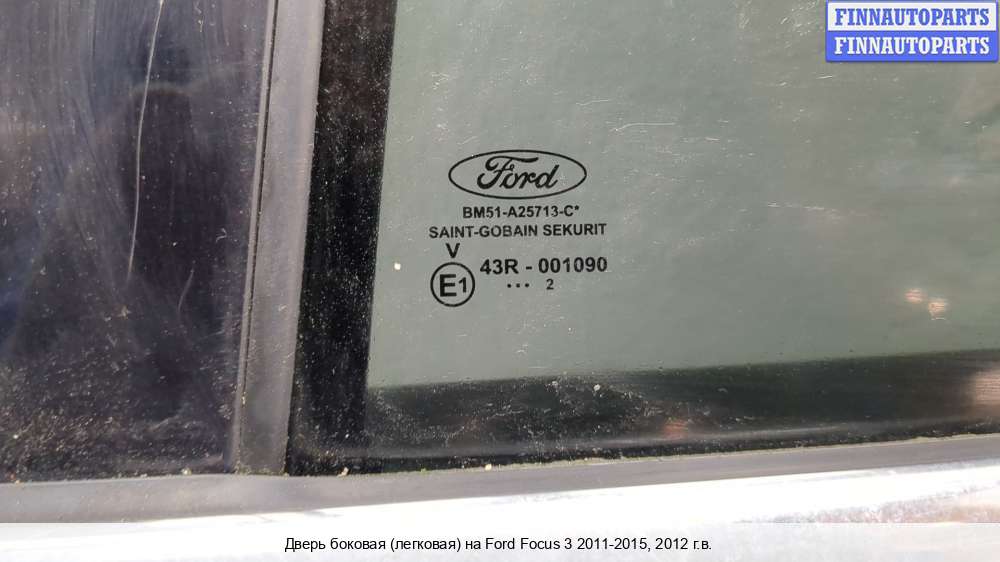 FINNAUTOPARTS
FINNAUTOPARTS
Ford
BM51-A25713-C*
SAINT-GOBAIN SEKURIT
V
E1 43R - 001090
••• 2
Дверь боковая (легковая) на Ford Focus 3 2011-2015, 2012 г.в.